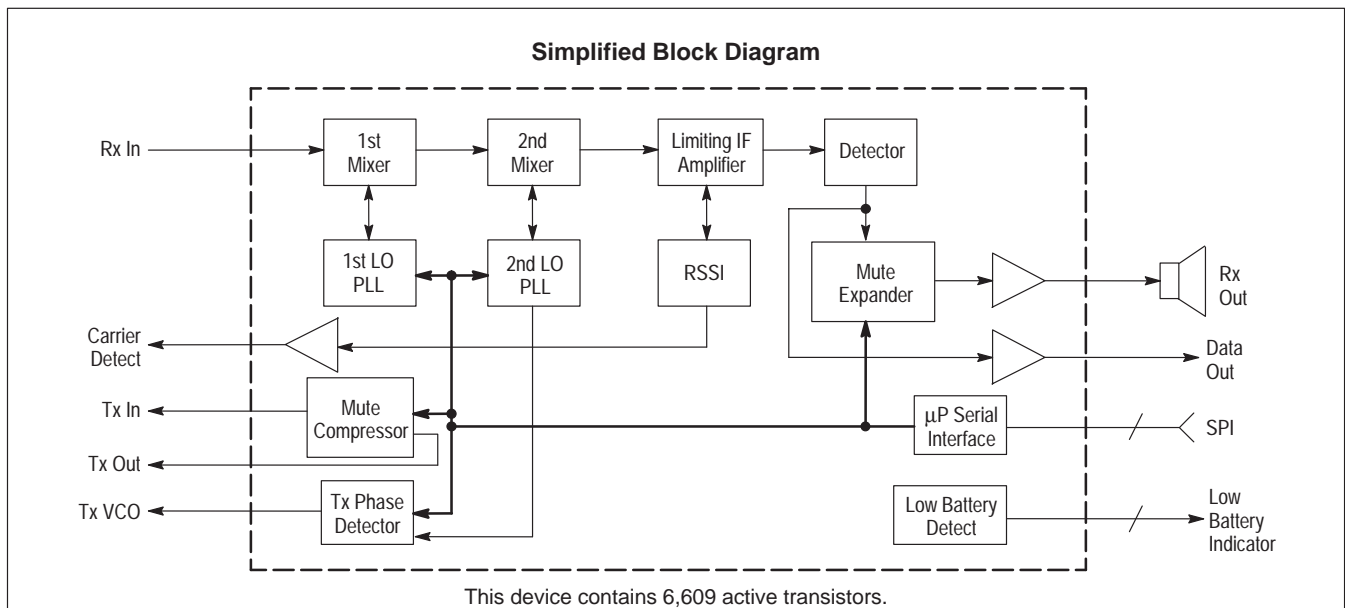 Simplified Block Diagram
Rx In
1st
Mixer
2nd
Mixer
Limiting IF
Amplifier
Detector
1st LO
PLL
2nd LO
PLL
RSSI
Mute
Expander
Rx
Out
Carrier
Detect
Data
Out
Tx In
Mute
Compressor
µP Serial
Interface
SPI
Tx Out
Tx VCO
Tx Phase
Detector
Low Battery
Detect
Low
Battery
Indicator
This device contains 6,609 active transistors.